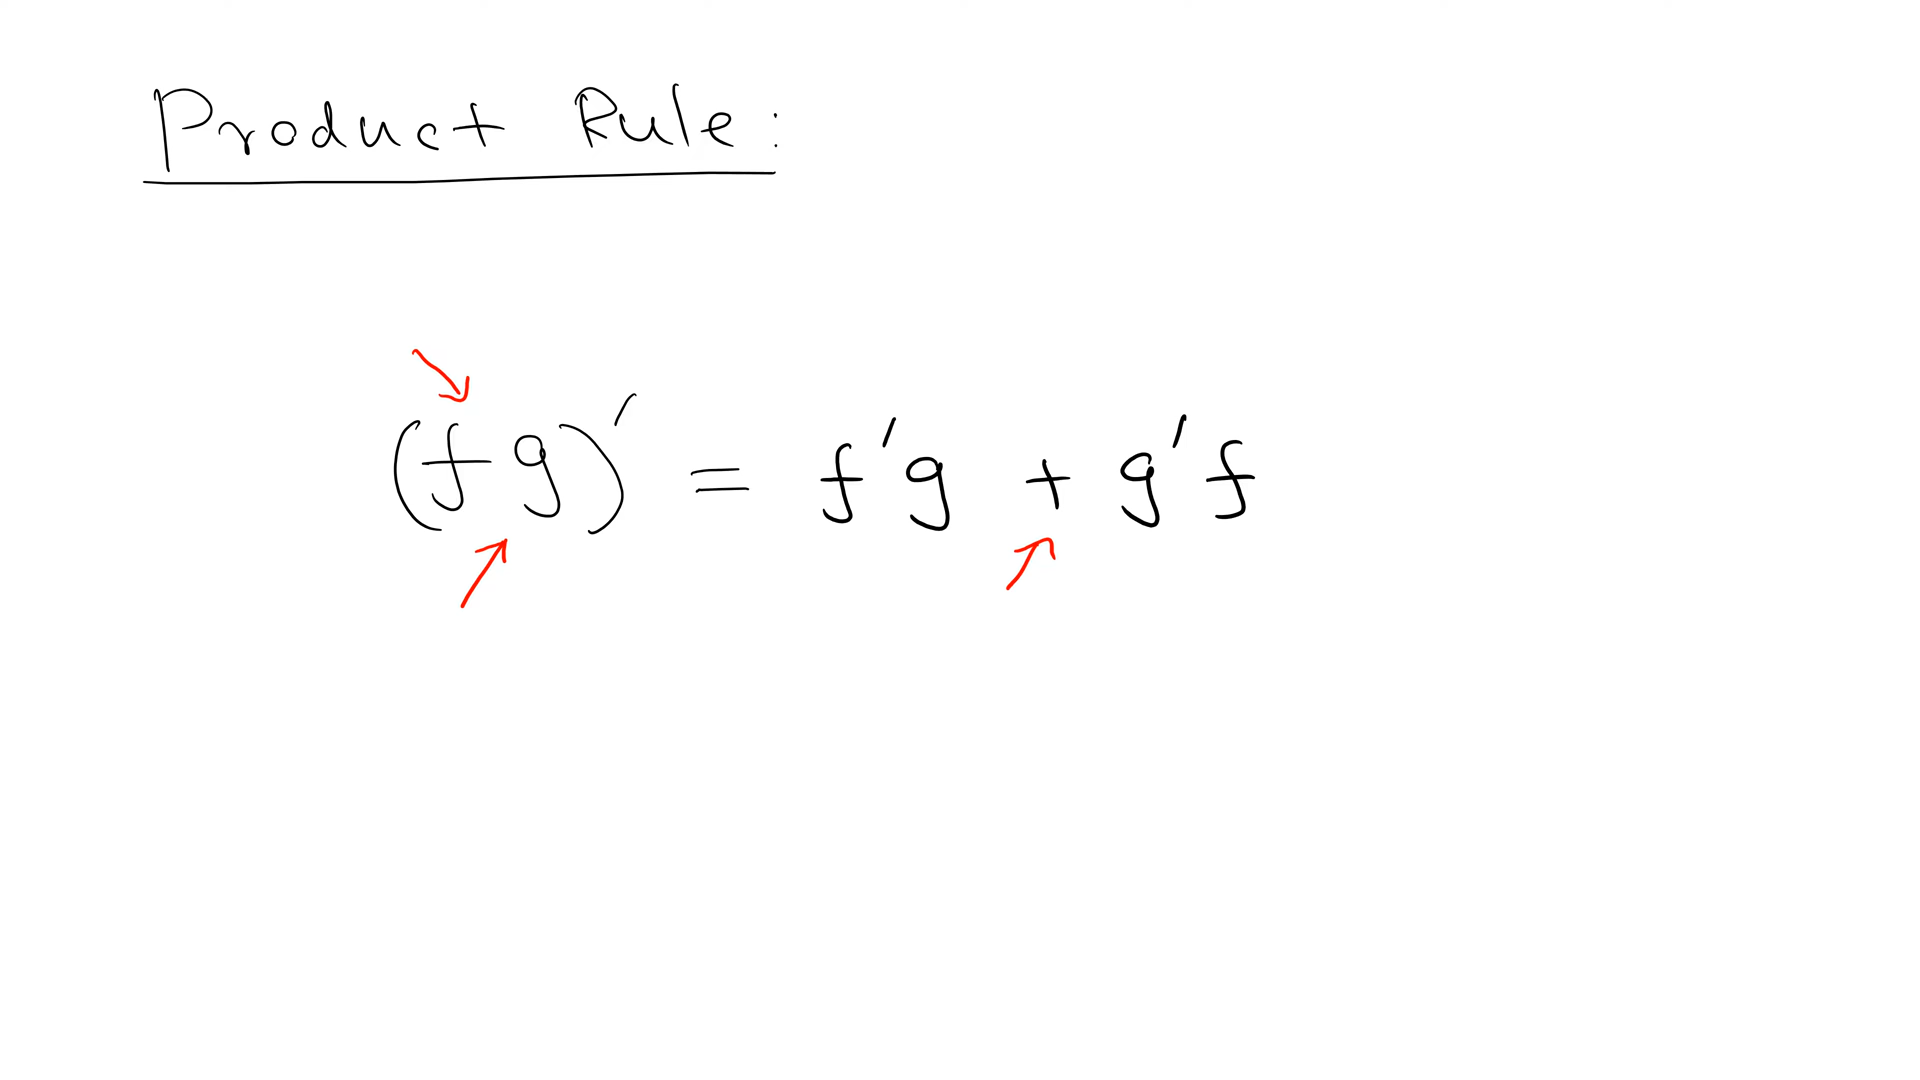 Product Rule:
(fg)′ = f′g + g′f